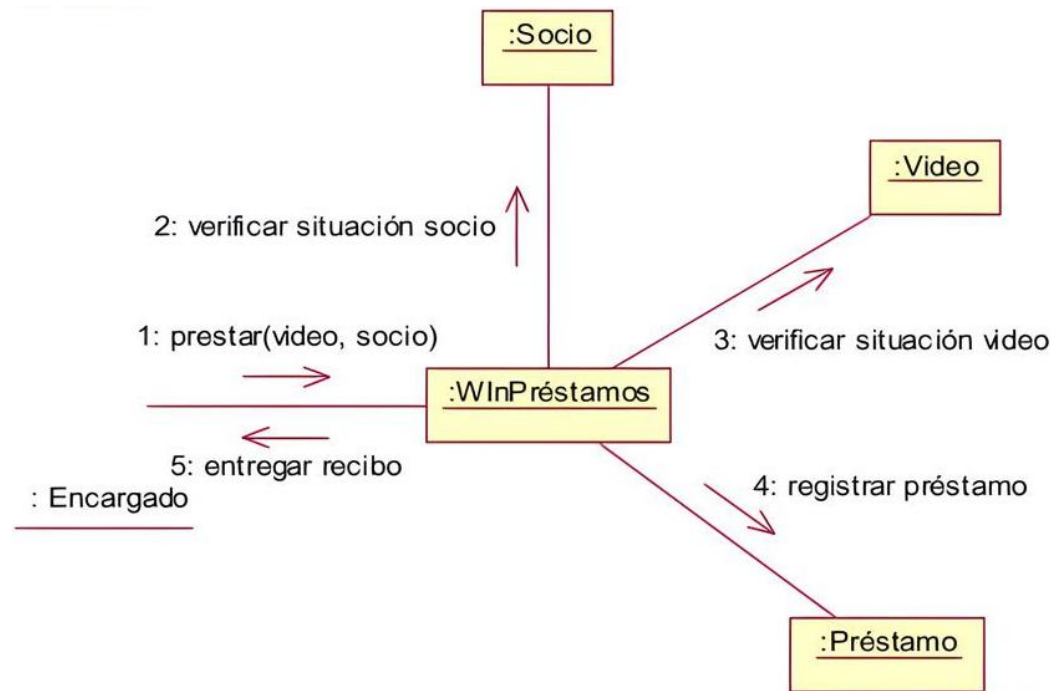 :Socio
:Video
2: verificar situación socio
1: prestar(video, socio)
3: verificar situación video
:WInPréstamos
5: entregar recibo
: Encargado
4: registrar préstamo
:Préstamo